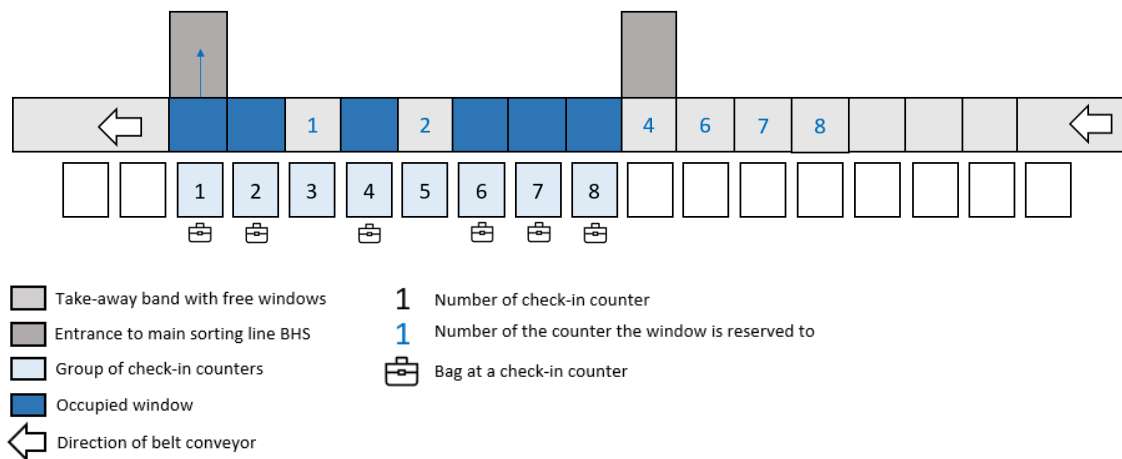 1 2 4 6 7 8
1 2 3 4 5 6 7 8
Take-away band with free windows
Entrance to main sorting line BHS
Group of check-in counters
Occupied window
Direction of belt conveyor
1 Number of check-in counter
1 Number of the counter the window is reserved to
Bag at a check-in counter